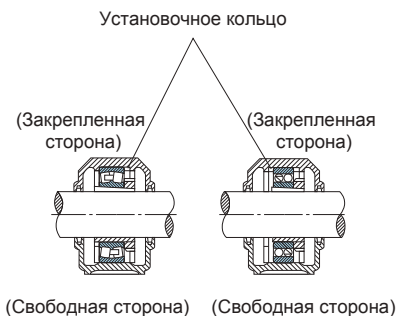 Установочное кольцо
(Закрепленная
сторона)
(Закрепленная
сторона)
(Свободная сторона)
(Свободная сторона)